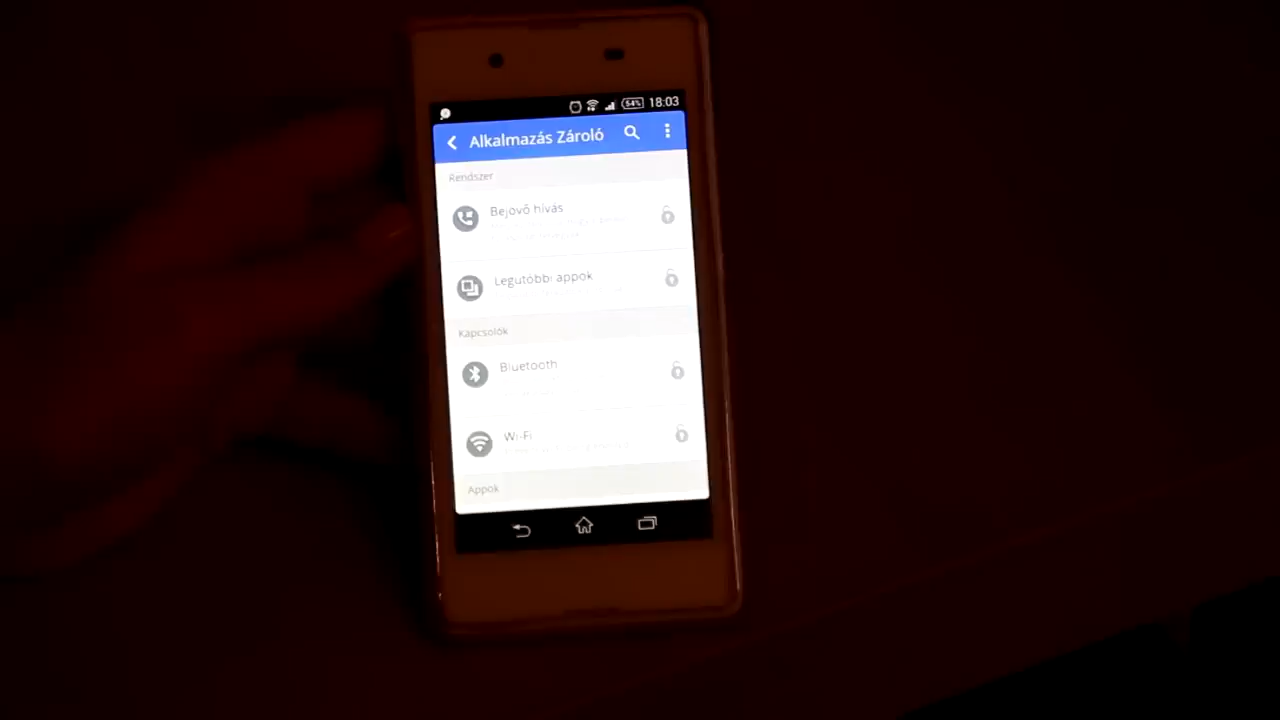 54% 18:03
Alkalmazás Zároló
Rendszer
Bejövő hívás
Legutóbbi appok
Kapcsolók
Bluetooth
Wi-Fi
Appok